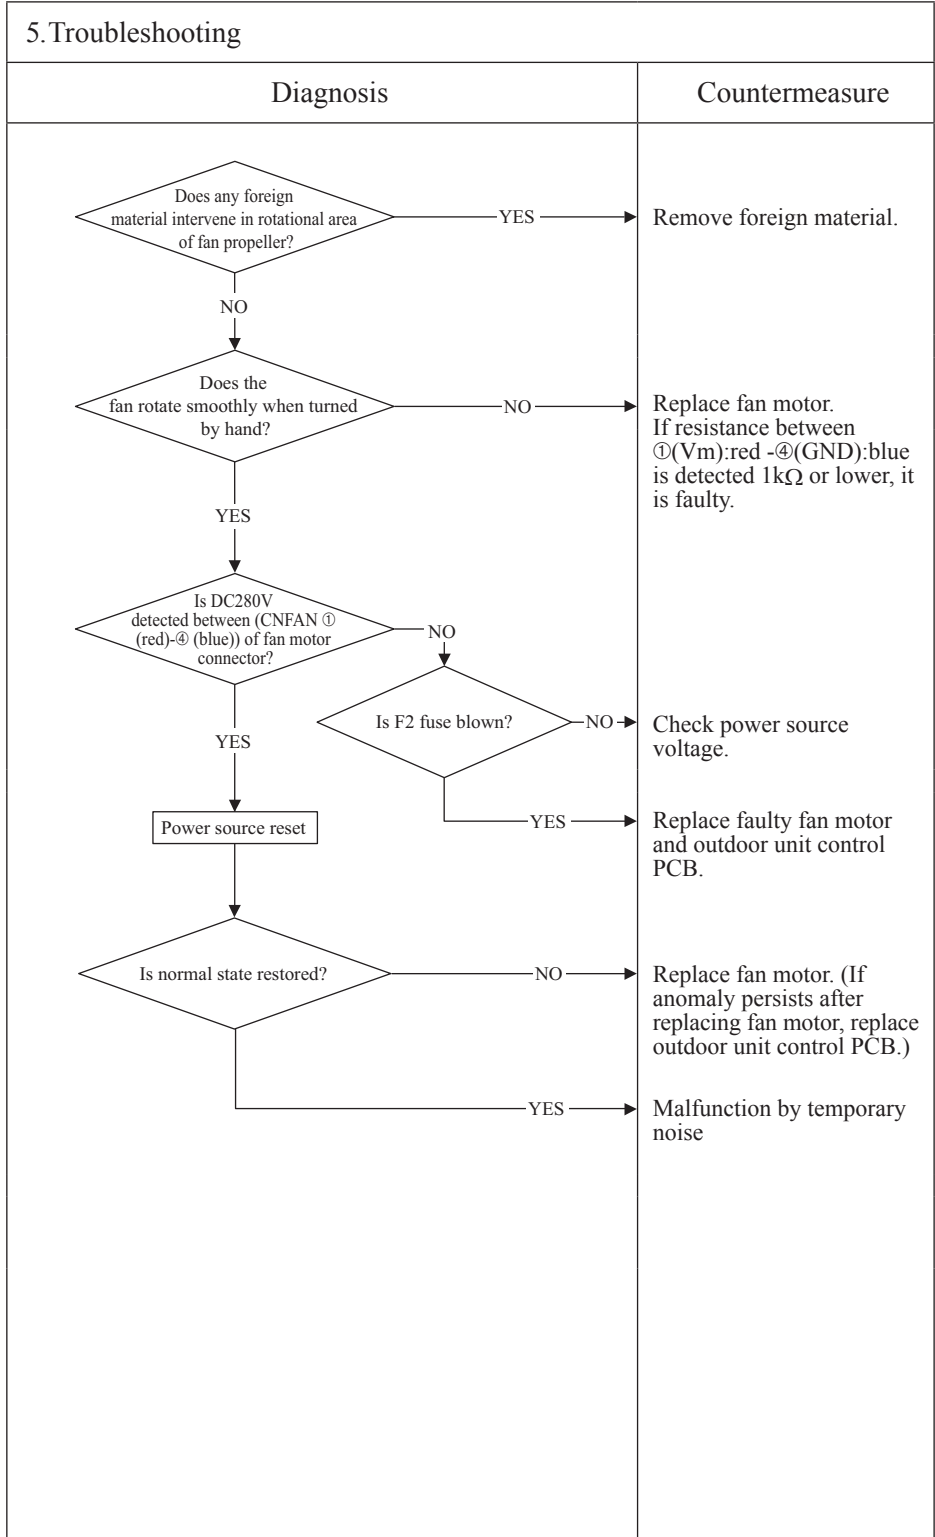 5.Troubleshooting
Diagnosis
Countermeasure
Does any foreign
material intervene in rotational area
of fan propeller?
YES
Remove foreign material.
NO
Does the
fan rotate smoothly when turned
by hand?
NO
Replace fan motor.
If resistance between
①(Vm):red -④(GND):blue
is detected 1kΩ or lower, it
is faulty.
YES
Is DC280V
detected between (CNFAN ①
(red)-④ (blue)) of fan motor
connector?
NO
Is F2 fuse blown?
NO
Check power source
voltage.
YES
YES
Replace faulty fan motor
and outdoor unit control
PCB.
Power source reset
Is normal state restored?
NO
Replace fan motor. (If
anomaly persists after
replacing fan motor, replace
outdoor unit control PCB.)
YES
Malfunction by temporary
noise